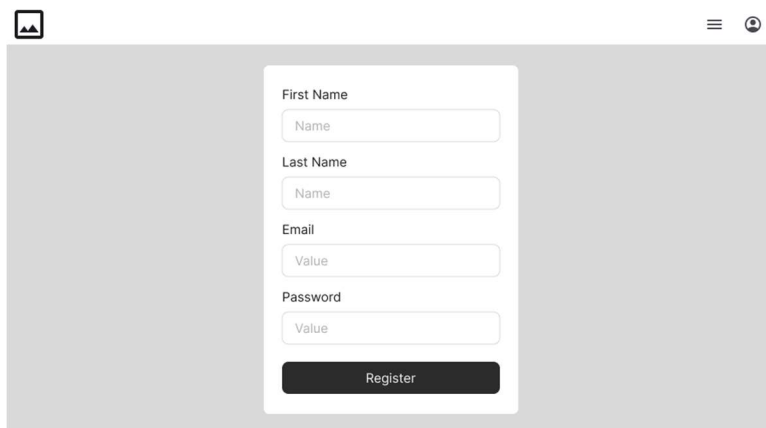 First Name
Name
Last Name
Name
Email
Value
Password
Value
Register